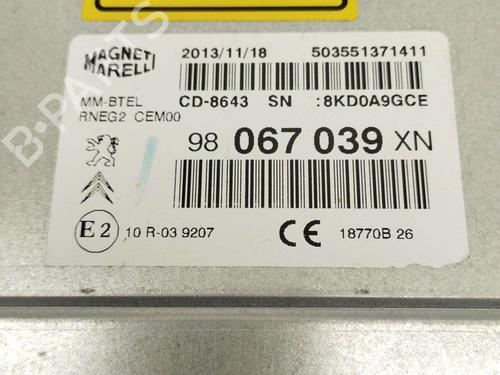 MAGNETI
MARELLI
2013/11/18 503551371411
MM-BTEL
RNEG2 CEM00
CD-8643 SN :8KD0A9GCE
98 067 039 XN
E2 10 R-03 9207
CE 18770B 26
B-PARTS